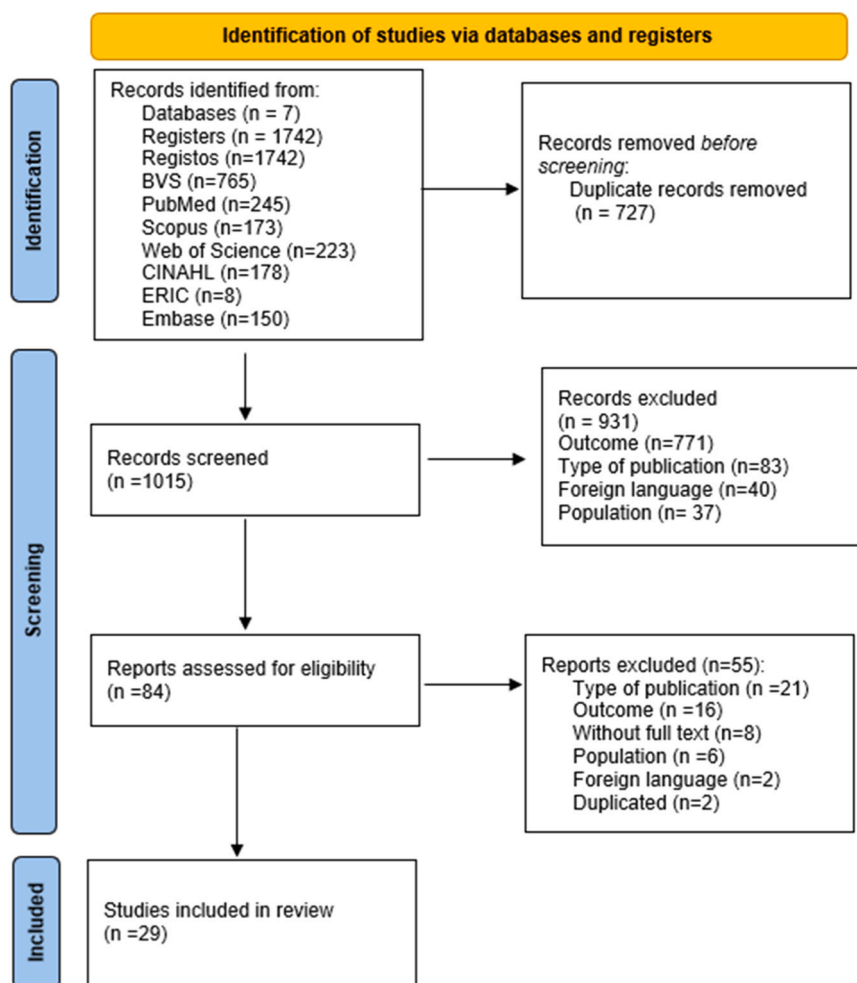 Identification of studies via databases and registers
Identification
Records identified from:
Databases (n = 7)
Registers (n = 1742)
Registos (n=1742)
BVS (n=765)
PubMed (n=245)
Scopus (n=173)
Web of Science (n=223)
CINAHL (n=178)
ERIC (n=8)
Embase (n=150)
Records removed before
screening:
Duplicate records removed
(n = 727)
Screening
Records screened
(n =1015)
Records excluded
(n = 931)
Outcome (n=771)
Type of publication (n=83)
Foreign language (n=40)
Population (n= 37)
Reports assessed for eligibility
(n =84)
Reports excluded (n=55):
Type of publication (n =21)
Outcome (n =16)
Without full text (n=8)
Population (n =6)
Foreign language (n=2)
Duplicated (n=2)
Included
Studies included in review
(n =29)